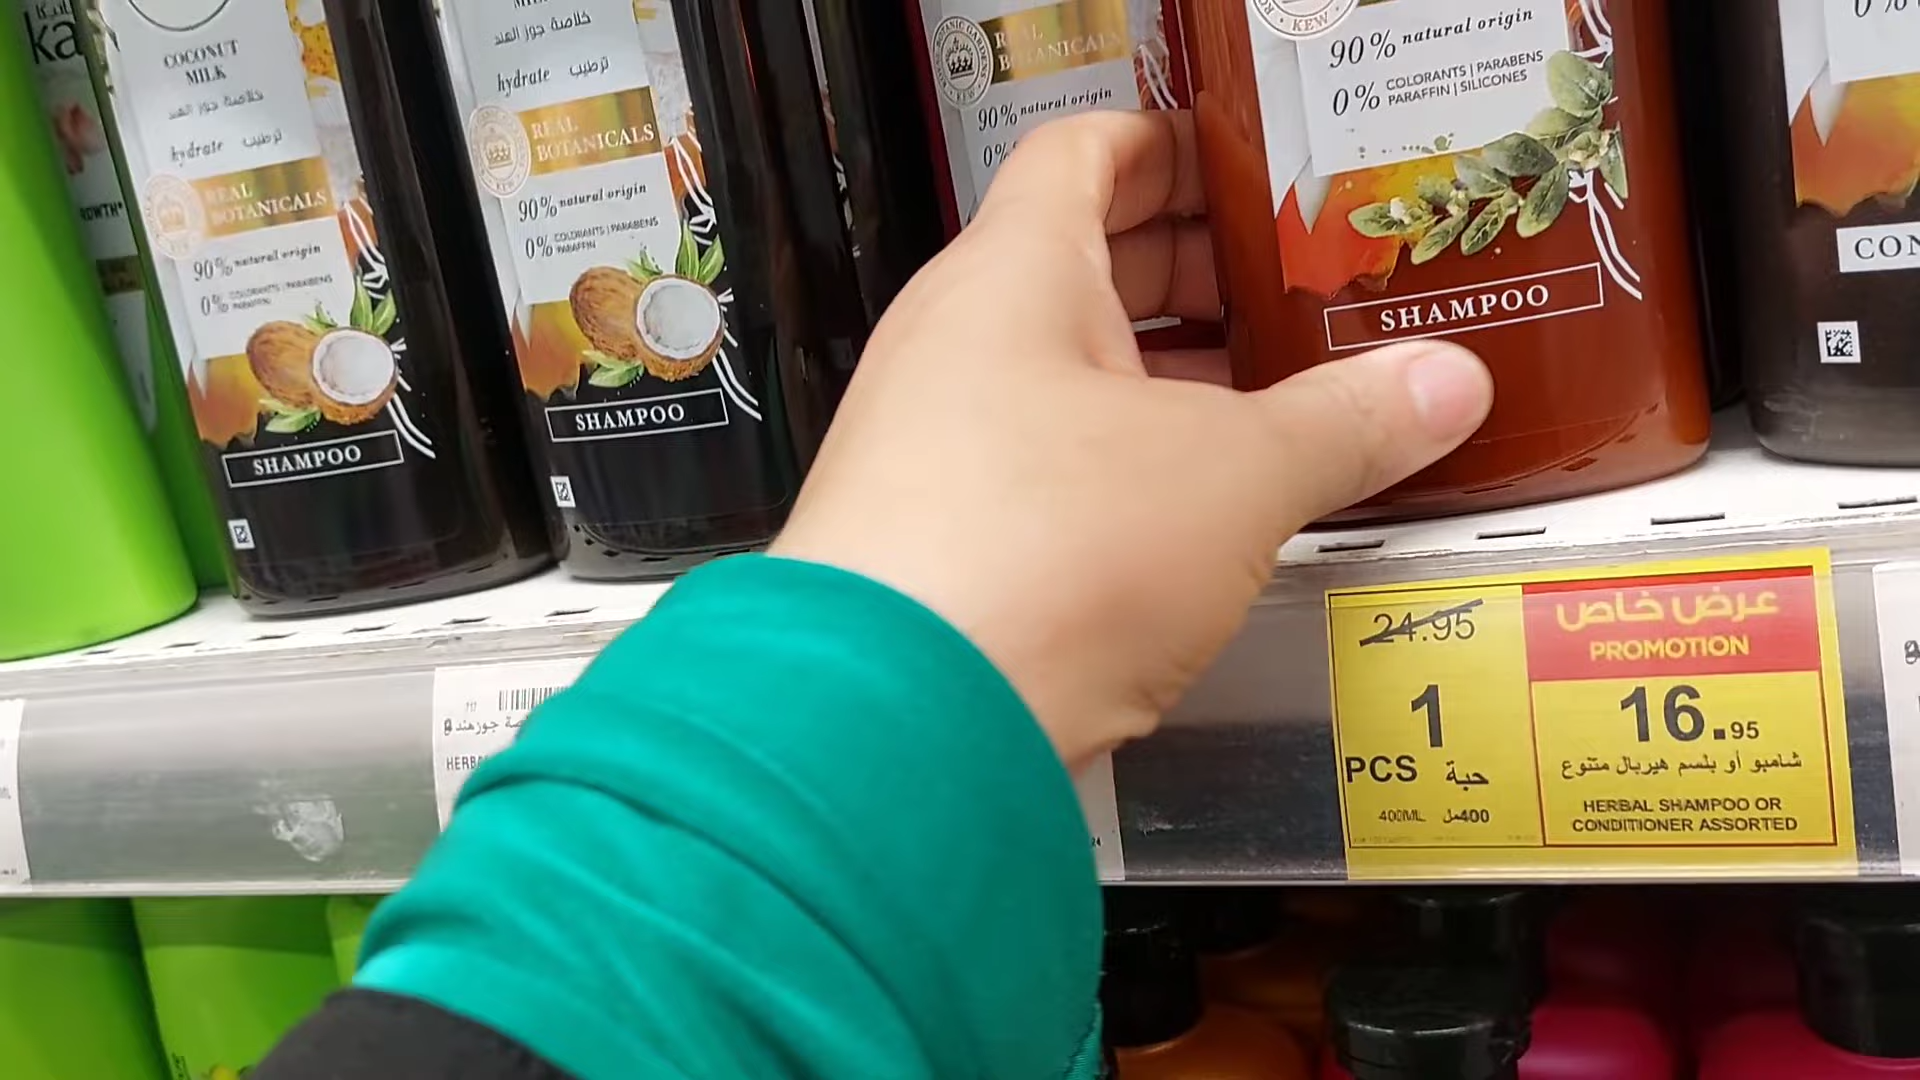 COCONUT
MILK
خلاصة جوز الهند
hydrate ترطيب
REAL
BOTANICALS
90% natural origin
0% COLORANTS | PARABENS
PARAFFIN
SHAMPOO
خلاصة جوز الهند
hydrate ترطيب
REAL
BOTANICALS
KEW
90% natural origin
0% COLORANTS | PARABENS
PARAFFIN
SHAMPOO
REAL
BOTANICALS
KEW
90% natural origin
0%
KEW
90% natural origin
0% COLORANTS | PARABENS
PARAFFIN | SILICONES
SHAMPOO
CON
24.95
1
PCS حبة
400ML 400مل
عرض خاص
PROMOTION
16.95
شامبو أو بلسم هيربال متنوع
HERBAL SHAMPOO OR
CONDITIONER ASSORTED